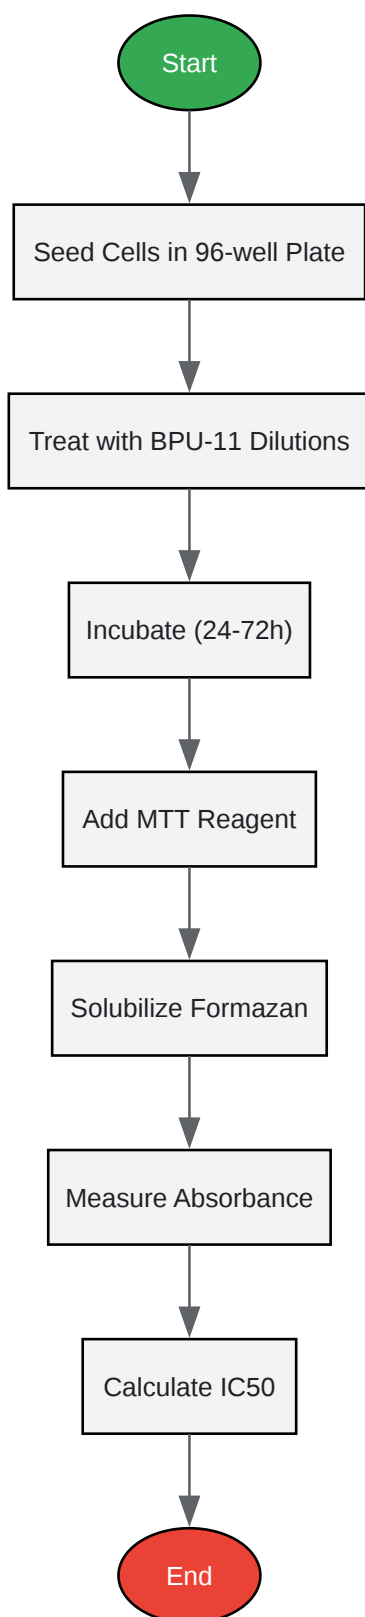 Start
Seed Cells in 96-well Plate
Treat with BPU-11 Dilutions
Incubate (24-72h)
Add MTT Reagent
Solubilize Formazan
Measure Absorbance
Calculate IC50
End